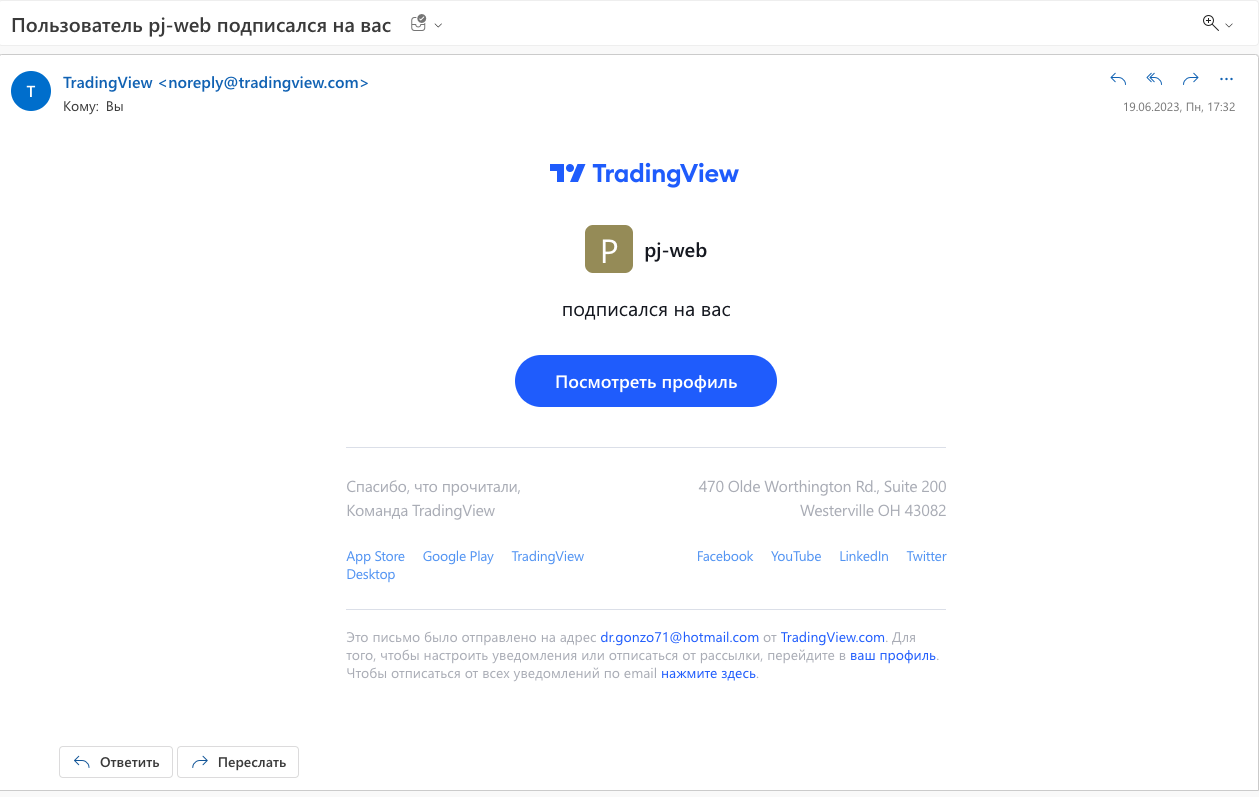 Пользователь pj-web подписался на вас
T
TradingView <noreply@tradingview.com>
Кому: Вы
19.06.2023, Пн, 17:32
TradingView
P
pj-web
подписался на вас
Посмотреть профиль
Спасибо, что прочитали,
Команда TradingView
470 Olde Worthington Rd., Suite 200
Westerville OH 43082
App Store Google Play TradingView
Desktop
Facebook YouTube LinkedIn Twitter
Это письмо было отправлено на адрес dr.gonzo71@hotmail.com от TradingView.com. Для
того, чтобы настроить уведомления или отписаться от рассылки, перейдите в ваш профиль.
Чтобы отписаться от всех уведомлений по email нажмите здесь.
Ответить Переслать